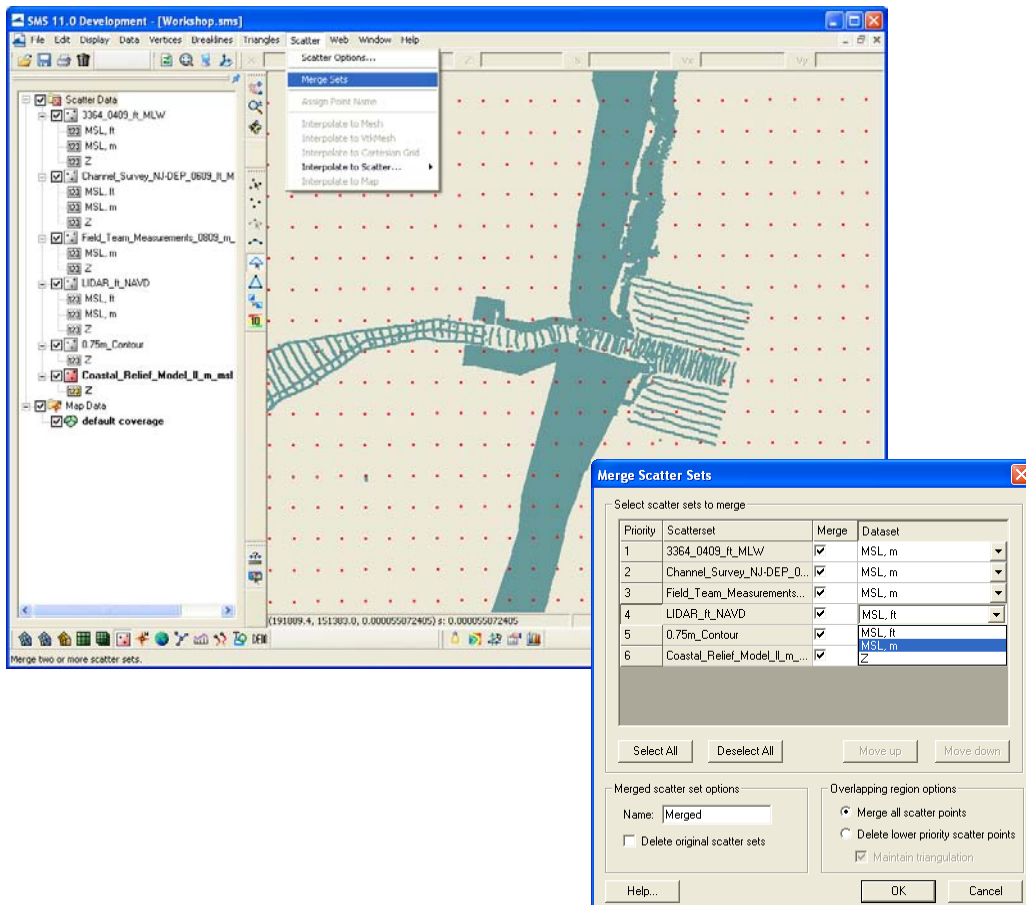 SMS 11.0 Development - [Workshop.sms]
File Edit Display Data Vertices Breaklines Triangles Scatter Web Window Help
Z: S: Vx: Vy:
Scatter Options...
Merge Sets
Assign Point Name
Interpolate to Mesh
Interpolate to VtkMesh
Interpolate to Cartesian Grid
Interpolate to Scatter...
Interpolate to Map
Scatter Data
3364_0409_ft_MLW
MSL, ft
MSL, m
Z
Channel_Survey_NJ-DEP_0609_ft_M
MSL, ft
MSL, m
Z
Field_Team_Measurements_0809_m_
MSL, m
Z
LIDAR_ft_NAVD
MSL, ft
MSL, m
Z
0.75m_Contour
Z
Coastal_Relief_Model_II_m_msl
Z
Map Data
default coverage
(191889.4, 151383.0, 0.000055072405) s: 0.000055072405
Merge two or more scatter sets.
Merge Scatter Sets
Select scatter sets to merge
Priority Scatterset Merge Dataset
1 3364_0409_ft_MLW MSL, m
2 Channel_Survey_NJ-DEP_0... MSL, m
3 Field_Team_Measurements... MSL, m
4 LIDAR_ft_NAVD MSL, ft
5 0.75m_Contour MSL, ft
MSL, m
6 Coastal_Relief_Model_II_m_... Z
Select All Deselect All Move up Move down
Merged scatter set options
Name: Merged
Delete original scatter sets
Overlapping region options
Merge all scatter points
Delete lower priority scatter points
Maintain triangulation
Help... OK Cancel